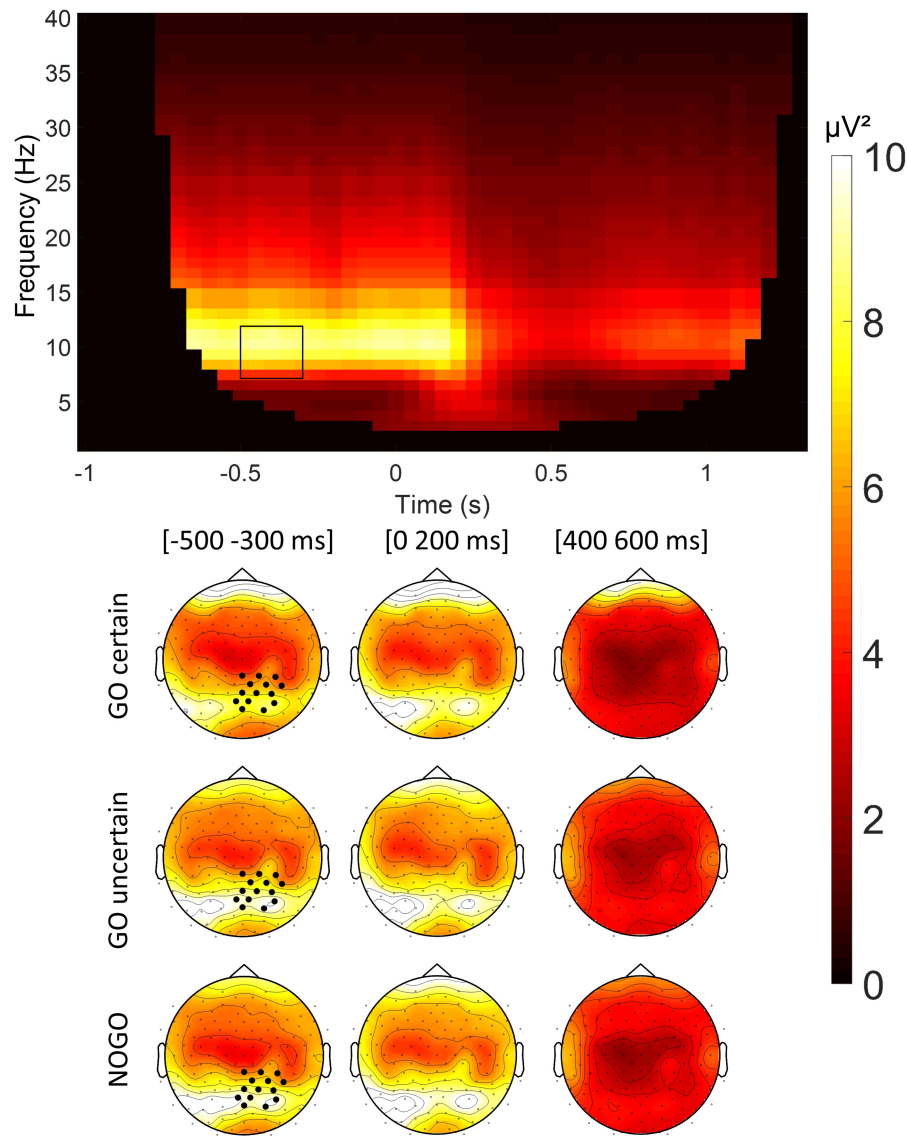 40
35
30
25
20
15
10
5
Frequency (Hz)
-1
-0.5
0
0.5
1
Time (s)
µV²
10
8
6
4
2
0
[-500 -300 ms]
[0 200 ms]
[400 600 ms]
GO certain
GO uncertain
NOGO